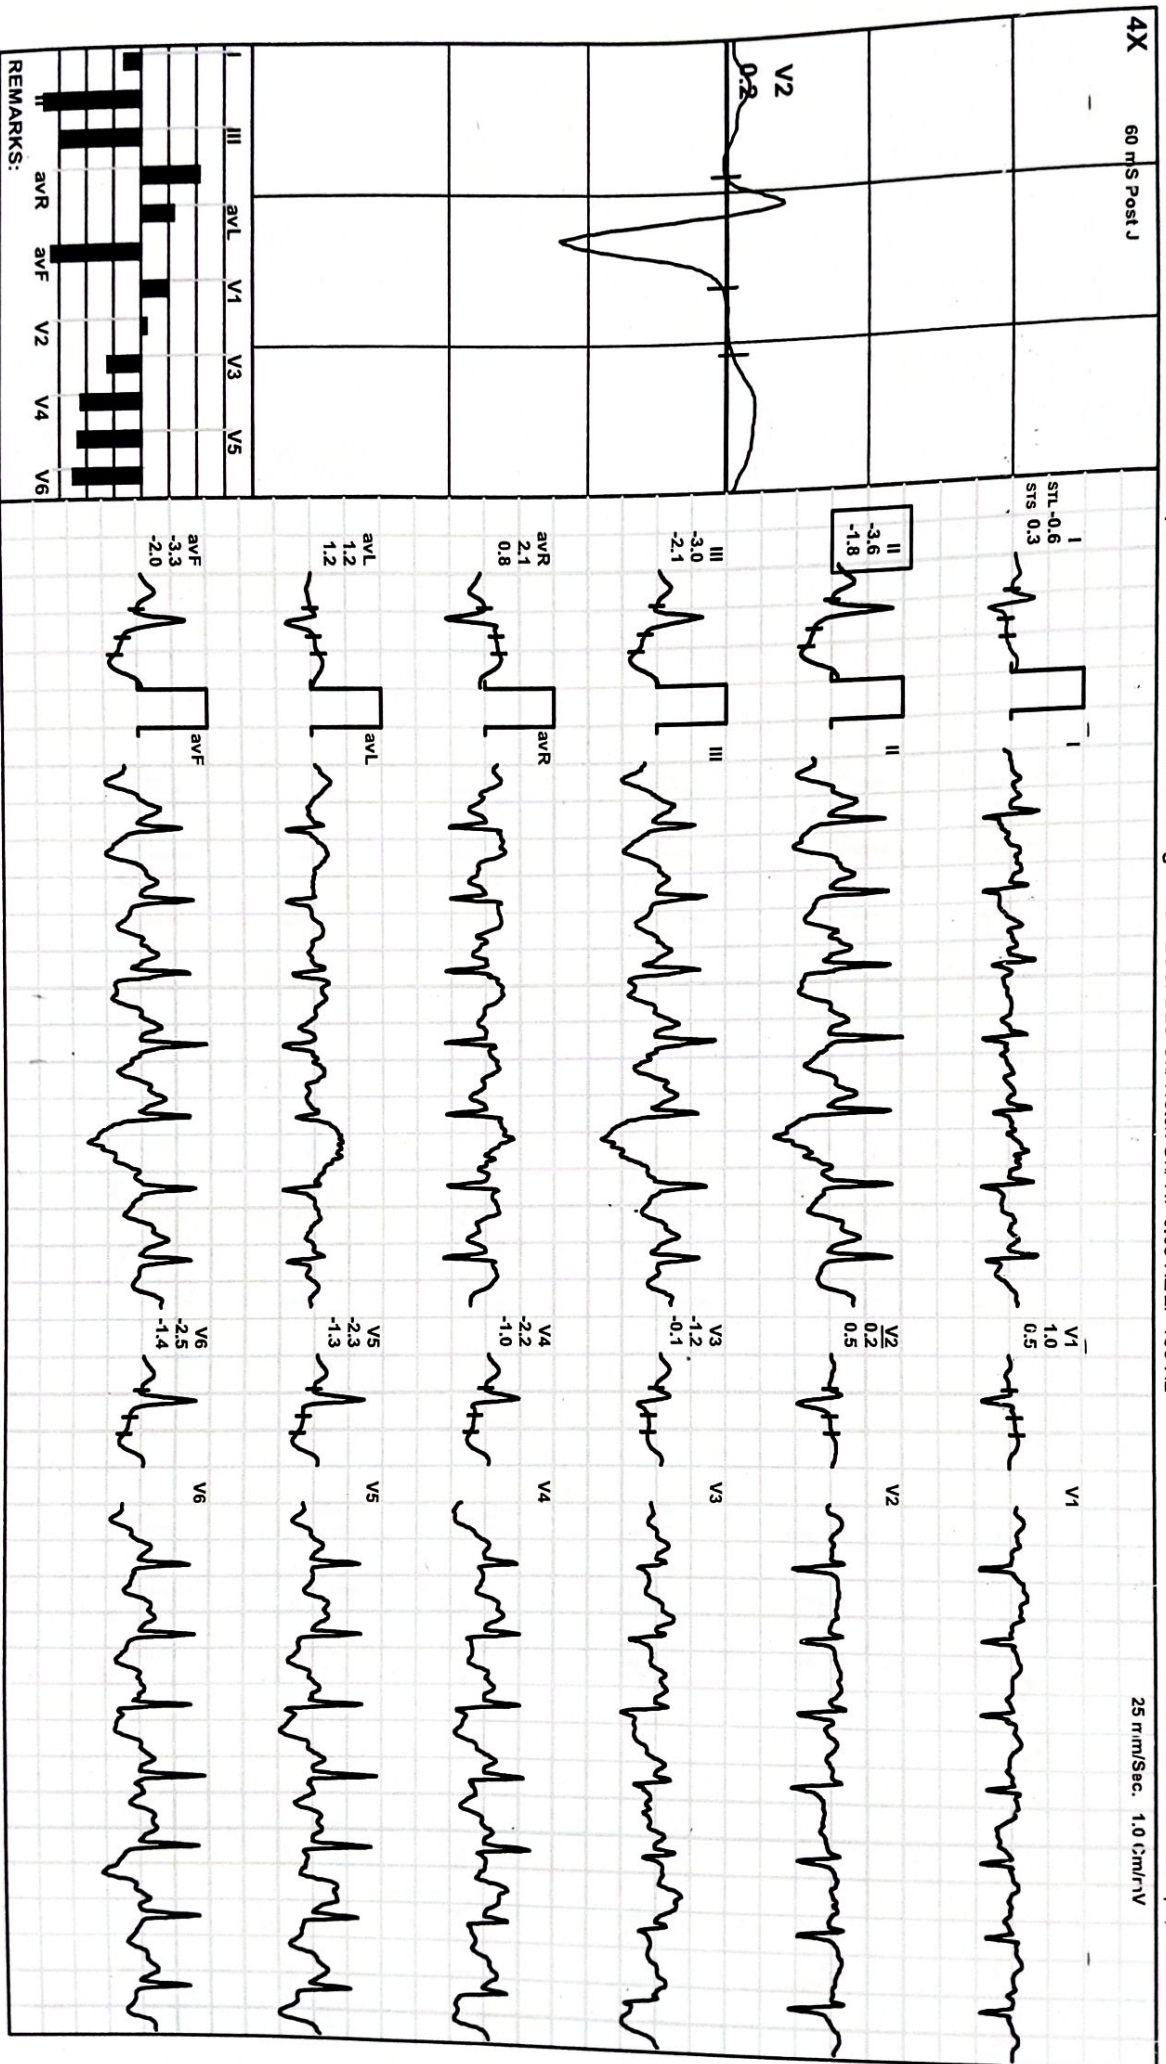 4X
60 mS Post J
25 mm/Sec. 1.0 Cm/mV
V2
0.2
I
STL -0.6
STS 0.3
I
V1
1.0
0.5
V1
II
-3.6
-1.8
II
V2
0.2
0.5
V2
III
-3.0
-2.1
III
V3
-1.2
-0.1
V3
avR
2.1
0.8
avR
V4
-2.2
-1.0
V4
avL
1.2
1.2
avL
V5
-2.3
-1.3
V5
avF
-3.3
-2.0
avF
V6
-2.5
-1.4
V6
I III avL V1 V3 V5
II avR avF V2 V4 V6
REMARKS: